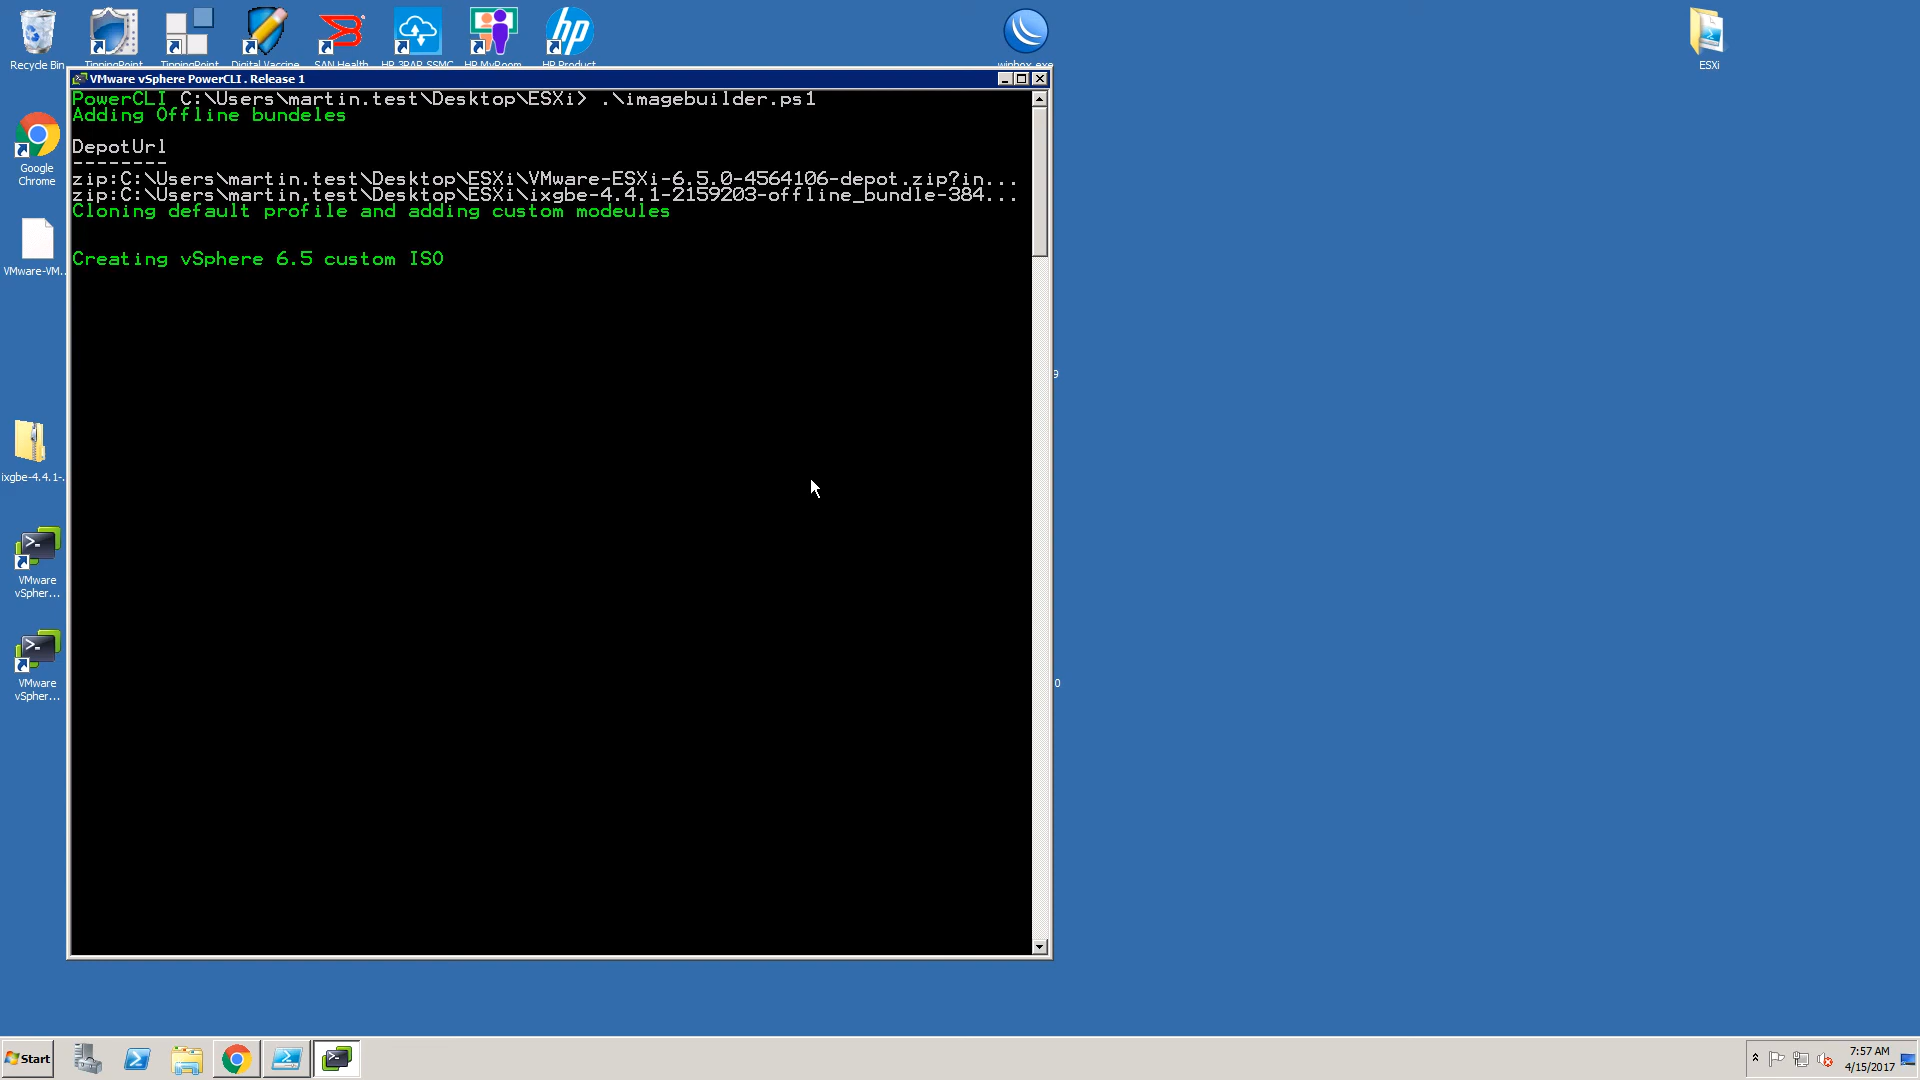 Recycle Bin
TippingPoint
TippingPoint
Digital Vaccine
SAN Health
HP 3PAR SSMC
HP MyRoom
HP Product
winbox.exe
ESXi
VMware vSphere PowerCLI . Release 1
PowerCLI C:\Users\martin.test\Desktop\ESXi> .\imagebuilder.ps1
Adding Offline bundeles
DepotUrl
--------
zip:C:\Users\martin.test\Desktop\ESXi\VMware-ESXi-6.5.0-4564106-depot.zip?in...
zip:C:\Users\martin.test\Desktop\ESXi\ixgbe-4.4.1-2159203-offline_bundle-384...
Cloning default profile and adding custom modeules
Creating vSphere 6.5 custom ISO
Google
Chrome
VMware-VM...
9
ixgbe-4.4.1-...
VMware
vSpher...
VMware
vSpher...
0
hp
Start
7:57 AM
4/15/2017